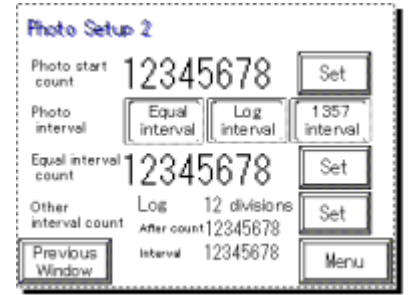 Photo Setup 2
Photo start count 12345678 Set
Photo interval Equal interval Log interval 1357 interval
Equal interval count 12345678 Set
Other interval count Log 12 divisions Set
After count 12345678
Interval 12345678
Previous Window Menu